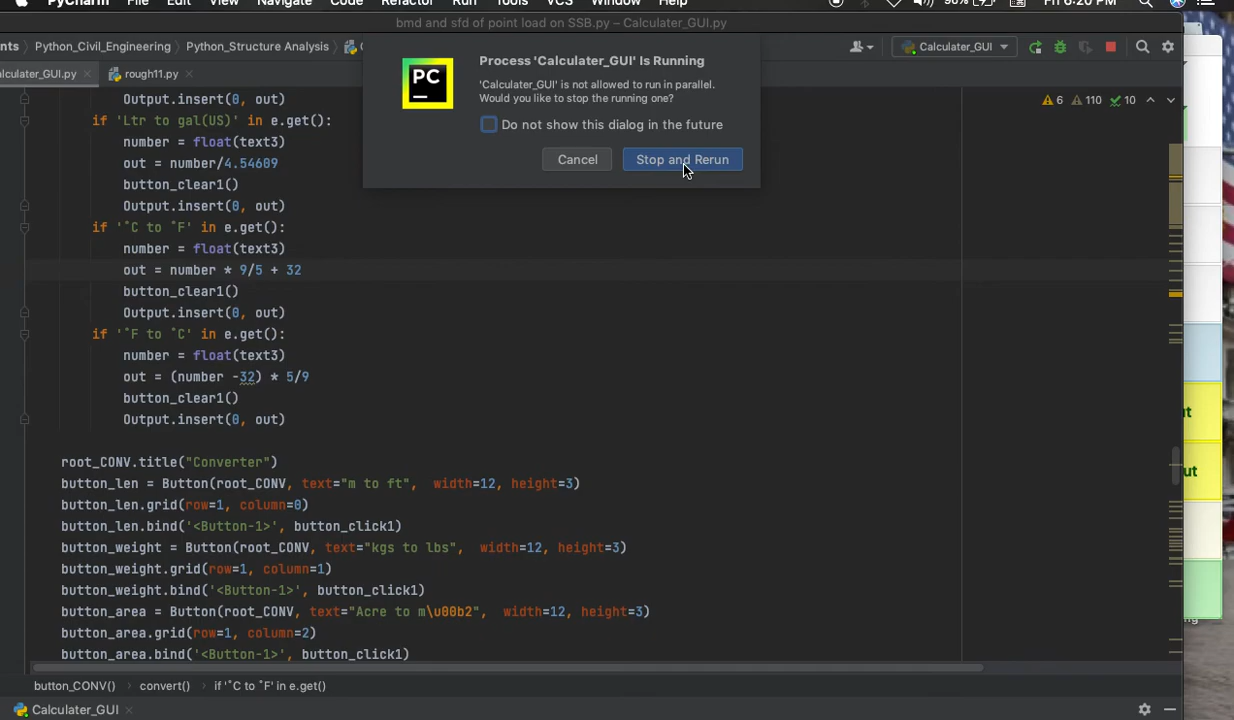 PyCharm File Edit View Navigate Code Refactor Run Tools VCS Window Help 96% Fri 6:20 PM
bmd and sfd of point load on SSB.py – Calculater_GUI.py
nts Python_Civil_Engineering Python_Structure Analysis Calculater_GUI
alculater_GUI.py rough11.py
Process 'Calculater_GUI' Is Running
'Calculater_GUI' is not allowed to run in parallel.
Would you like to stop the running one?
Do not show this dialog in the future
Cancel Stop and Rerun
PC
6 110 10
Output.insert(0, out)
if 'Ltr to gal(US)' in e.get():
number = float(text3)
out = number/4.54609
button_clear1()
Output.insert(0, out)
if '˚C to ˚F' in e.get():
number = float(text3)
out = number * 9/5 + 32
button_clear1()
Output.insert(0, out)
if '˚F to ˚C' in e.get():
number = float(text3)
out = (number -32) * 5/9
button_clear1()
Output.insert(0, out)
root_CONV.title("Converter")
button_len = Button(root_CONV, text="m to ft", width=12, height=3)
button_len.grid(row=1, column=0)
button_len.bind('<Button-1>', button_click1)
button_weight = Button(root_CONV, text="kgs to lbs", width=12, height=3)
button_weight.grid(row=1, column=1)
button_weight.bind('<Button-1>', button_click1)
button_area = Button(root_CONV, text="Acre to m\u00b2", width=12, height=3)
button_area.grid(row=1, column=2)
button_area.bind('<Button-1>', button_click1)
button_CONV() convert() if '˚C to ˚F' in e.get()
Calculater_GUI
ut
ut
ng